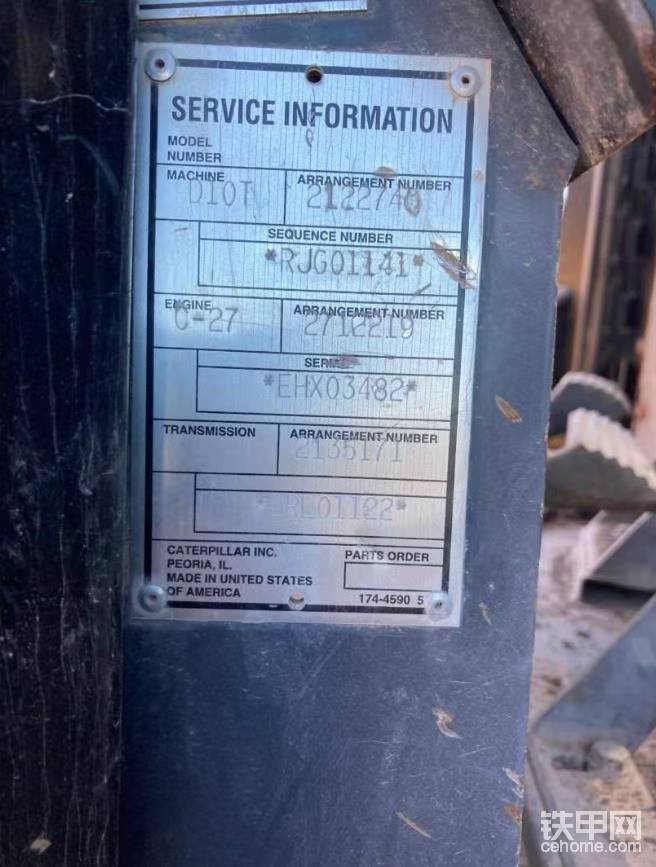 SERVICE INFORMATION
MODEL
NUMBER
MACHINE
ARRANGEMENT NUMBER
D10T
2122740
SEQUENCE NUMBER
*RJG01141*
ENGINE
ARRANGEMENT NUMBER
C-27
2712219
*EHX03482*
TRANSMISSION
ARRANGEMENT NUMBER
2135171
CATERPILLAR INC.
PEORIA, IL.
MADE IN UNITED STATES
OF AMERICA
PARTS ORDER
174-4590 5
铁甲网
cehome.com